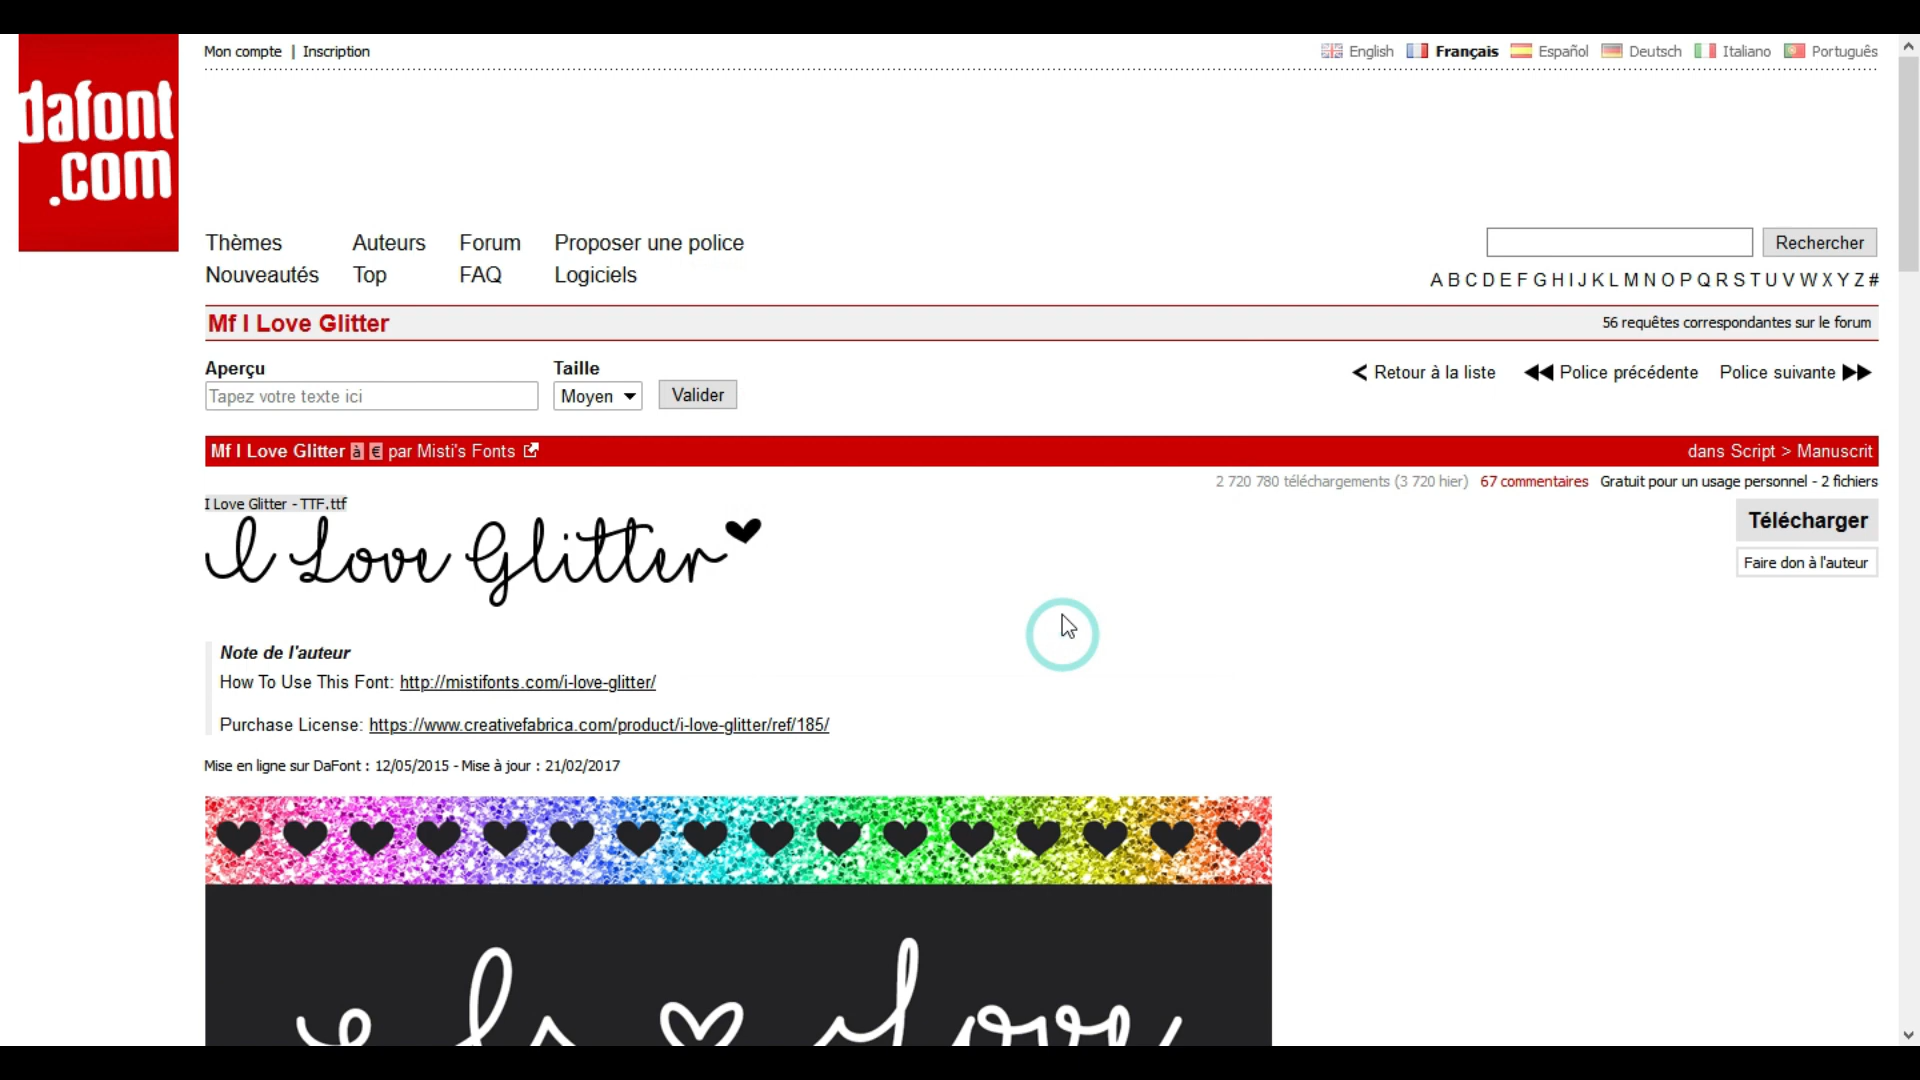 dafont
.com
Mon compte | Inscription
English Français Español Deutsch Italiano Português
Thèmes Auteurs Forum Proposer une police
Nouveautés Top FAQ Logiciels
Rechercher
A B C D E F G H I J K L M N O P Q R S T U V W X Y Z #
Mf I Love Glitter
56 requêtes correspondantes sur le forum
Aperçu Taille
Tapez votre texte ici Moyen Valider
Retour à la liste Police précédente Police suivante
Mf I Love Glitter à € par Misti's Fonts
dans Script > Manuscrit
2 720 780 téléchargements (3 720 hier) 67 commentaires Gratuit pour un usage personnel - 2 fichiers
I Love Glitter - TTF.ttf
I Love Glitter
Télécharger
Faire don à l'auteur
Note de l'auteur
How To Use This Font: http://mistifonts.com/i-love-glitter/
Purchase License: https://www.creativefabrica.com/product/i-love-glitter/ref/185/
Mise en ligne sur DaFont : 12/05/2015 - Mise à jour : 21/02/2017